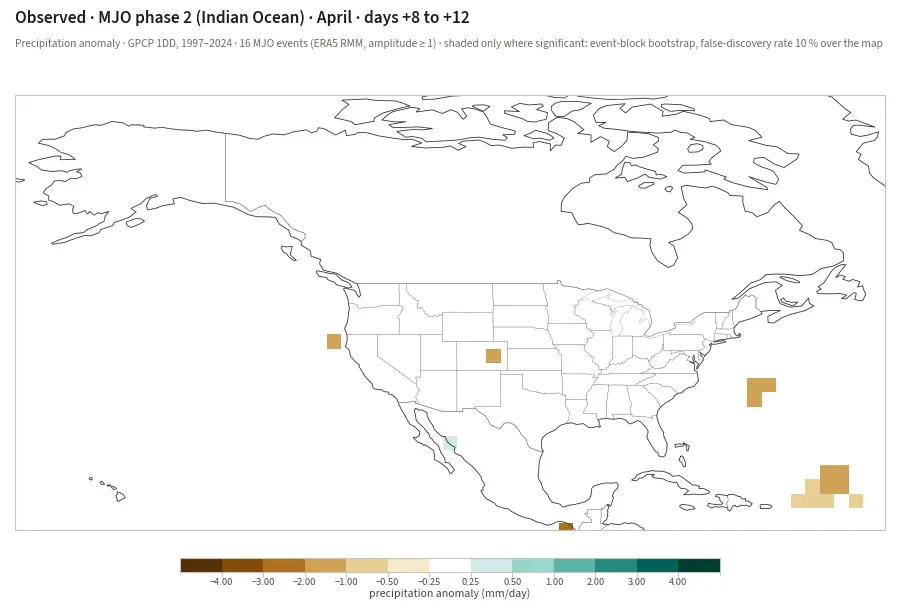 Observed · MJO phase 2 (Indian Ocean) · April · days +8 to +12
Precipitation anomaly · GPCP 1DD, 1997–2024 · 16 MJO events (ERA5 RMM, amplitude ≥ 1) · shaded only where significant: event-block bootstrap, false-discovery rate 10 % over the map
−4.00 −3.00 −2.00 −1.00 −0.50 −0.25 0.25 0.50 1.00 2.00 3.00 4.00
precipitation anomaly (mm/day)